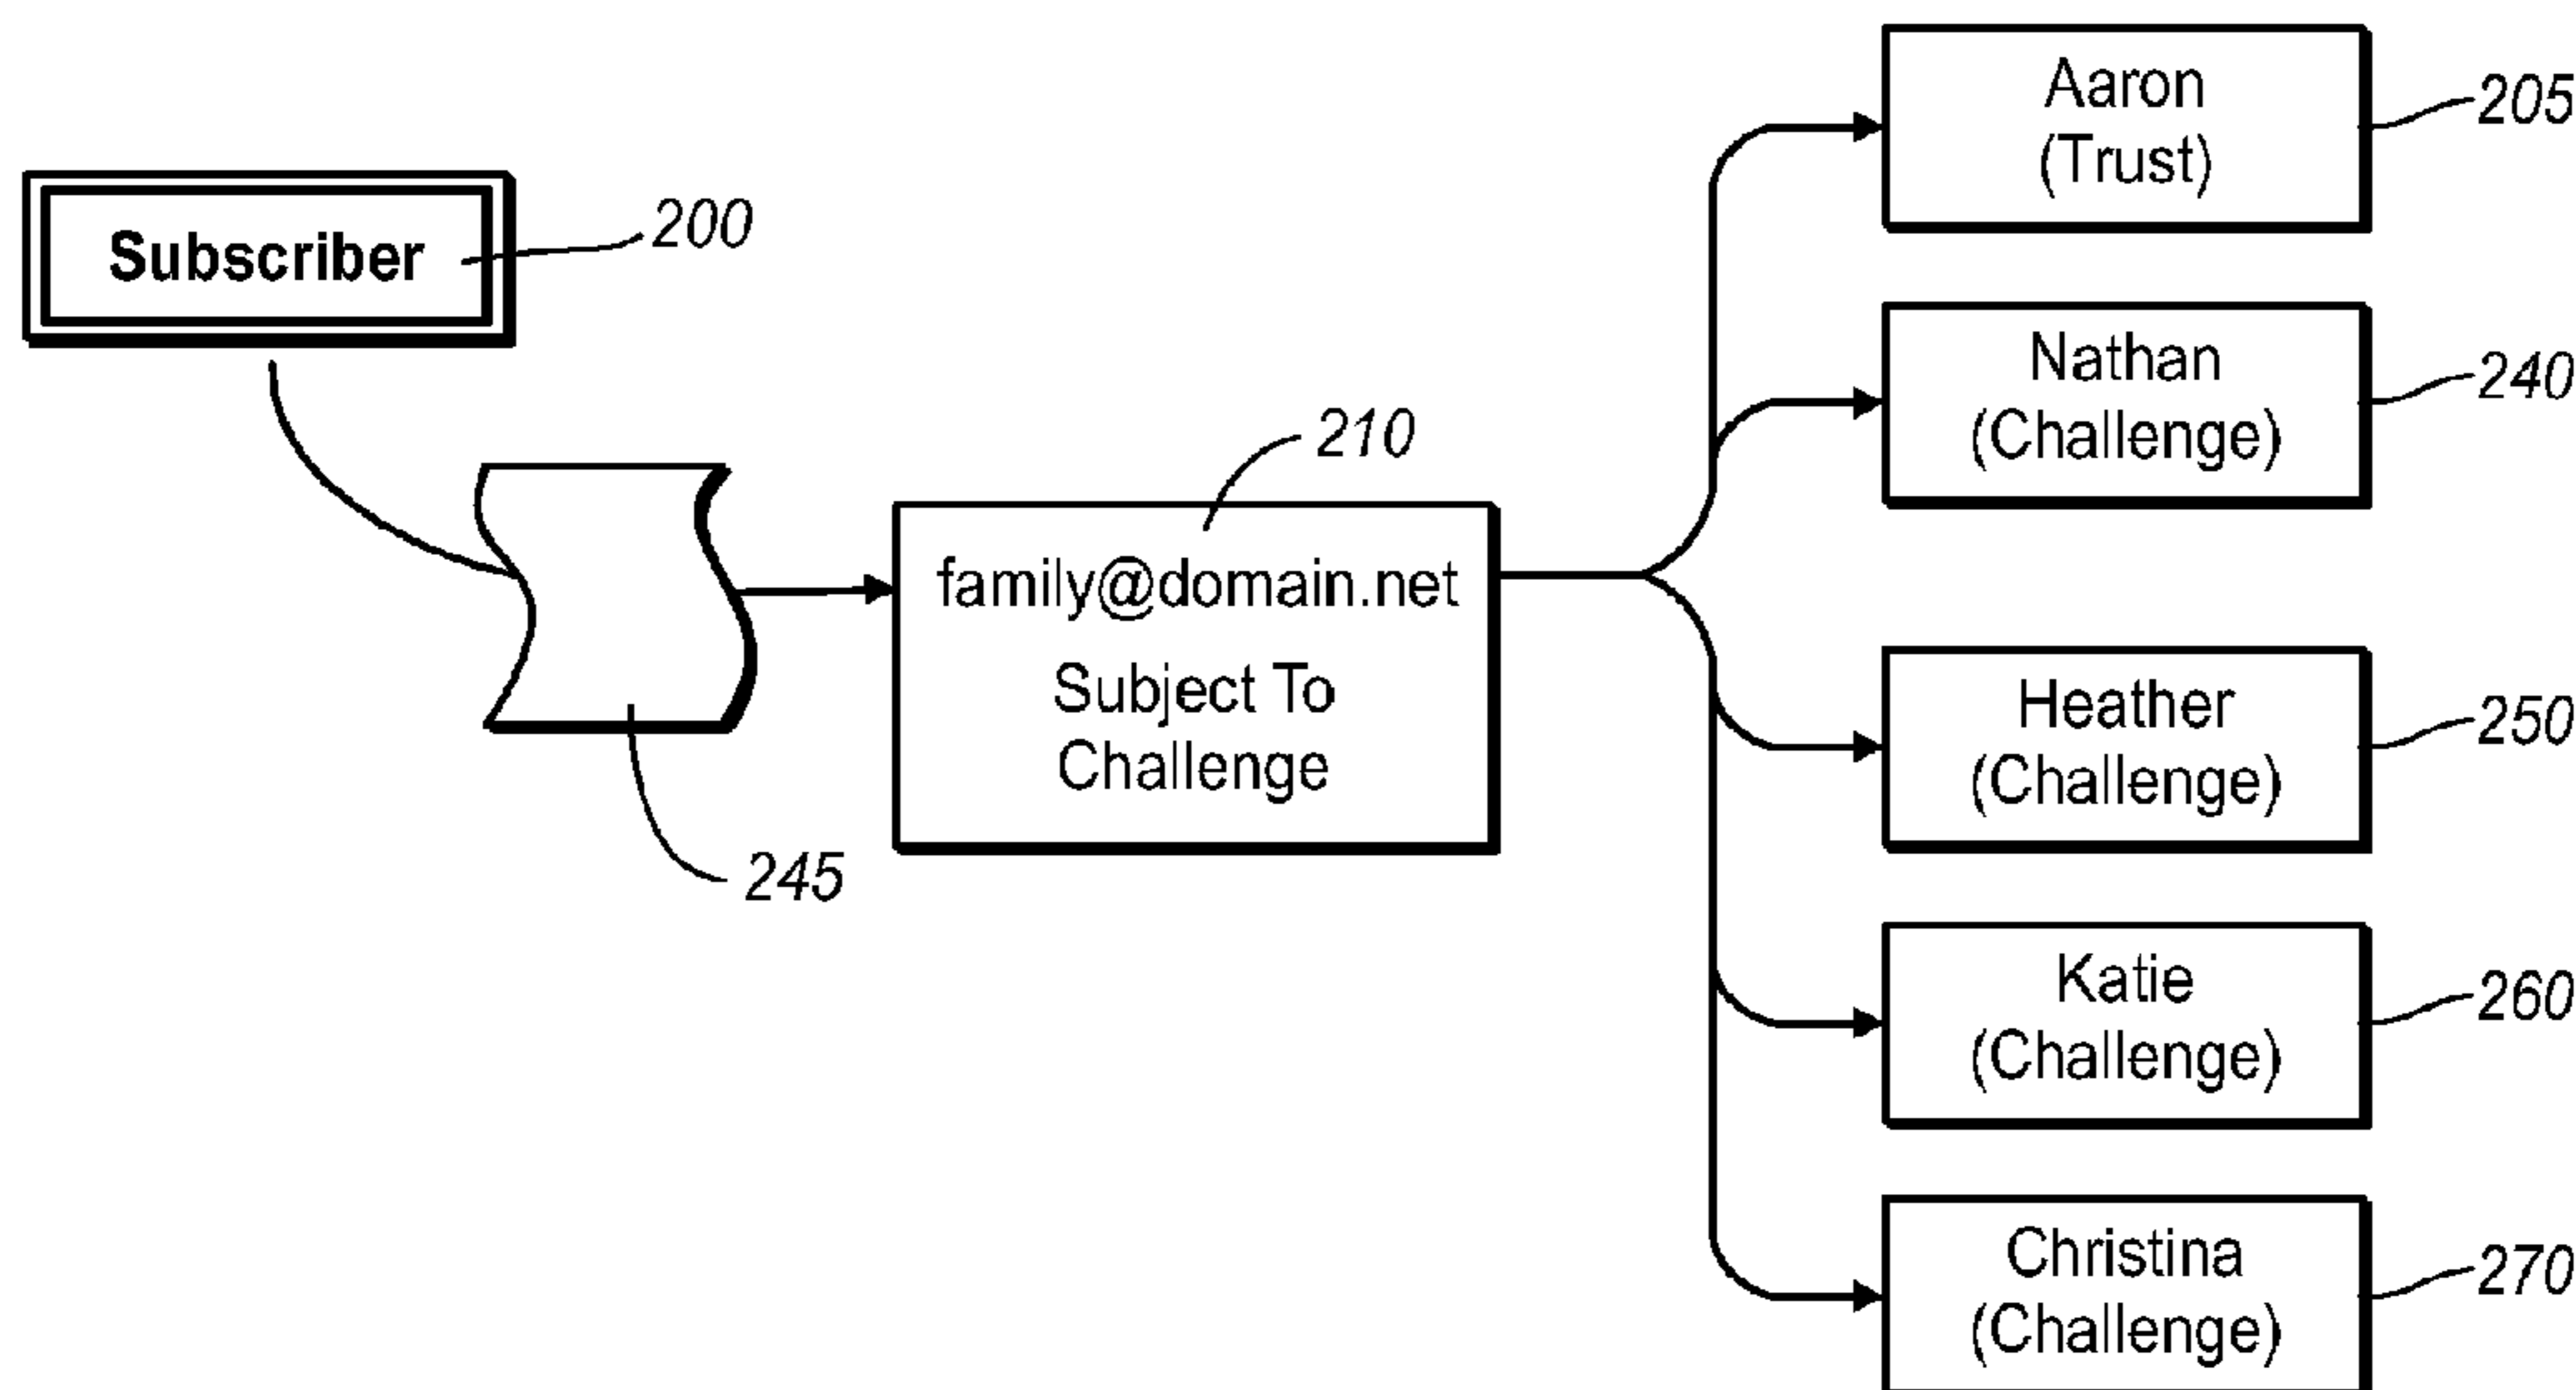 Subscriber
200
245
210
family@domain.net
Subject To
Challenge
Aaron
(Trust)
205
Nathan
(Challenge)
240
Heather
(Challenge)
250
Katie
(Challenge)
260
Christina
(Challenge)
270